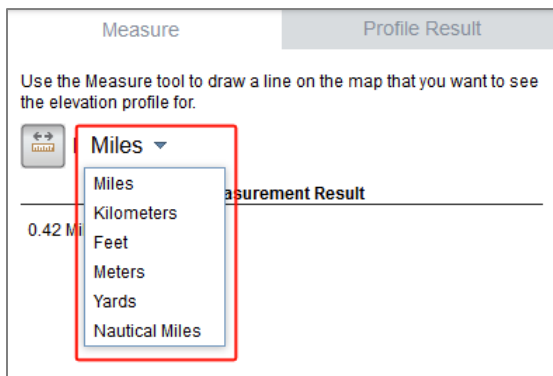 Measure
Profile Result
Use the Measure tool to draw a line on the map that you want to see
the elevation profile for.
Miles
Miles
Kilometers
Feet
Meters
Yards
Nautical Miles
Measurement Result
0.42 Mi